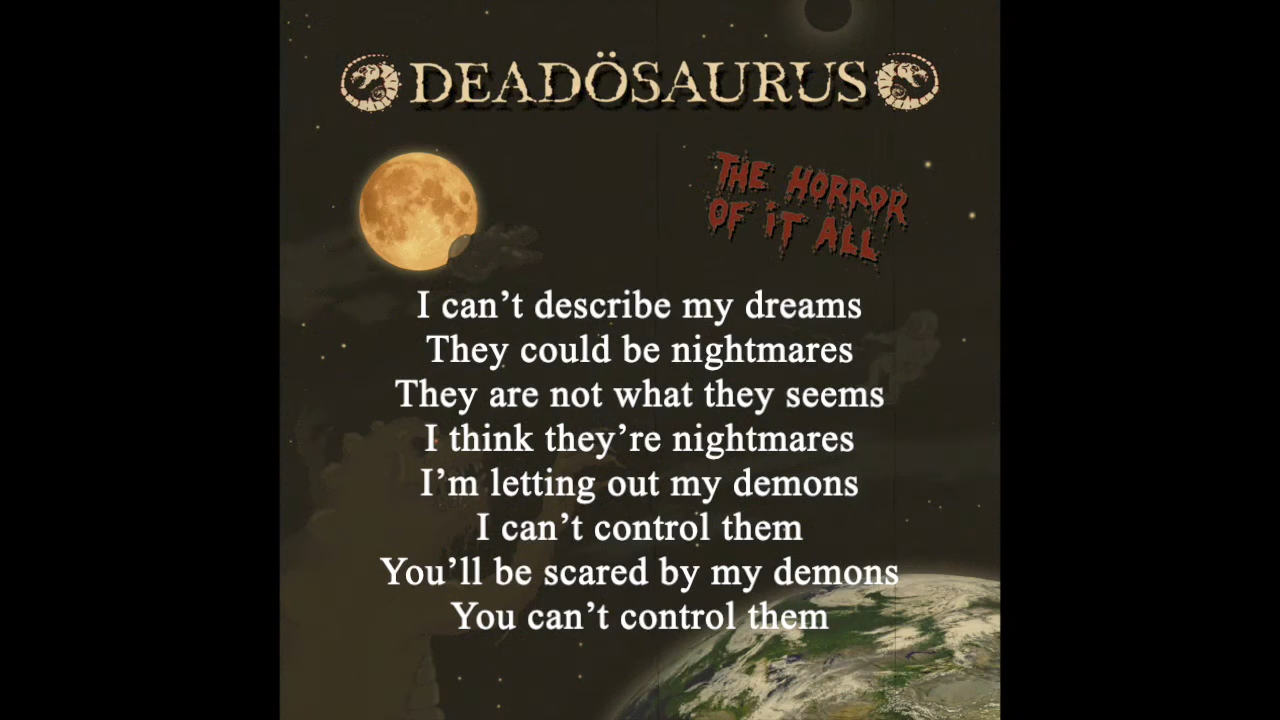 DEADÖSAURUS
THE HORROR
OF iT ALL
I can’t describe my dreams
They could be nightmares
They are not what they seems
I think they’re nightmares
I’m letting out my demons
I can’t control them
You’ll be scared by my demons
You can’t control them